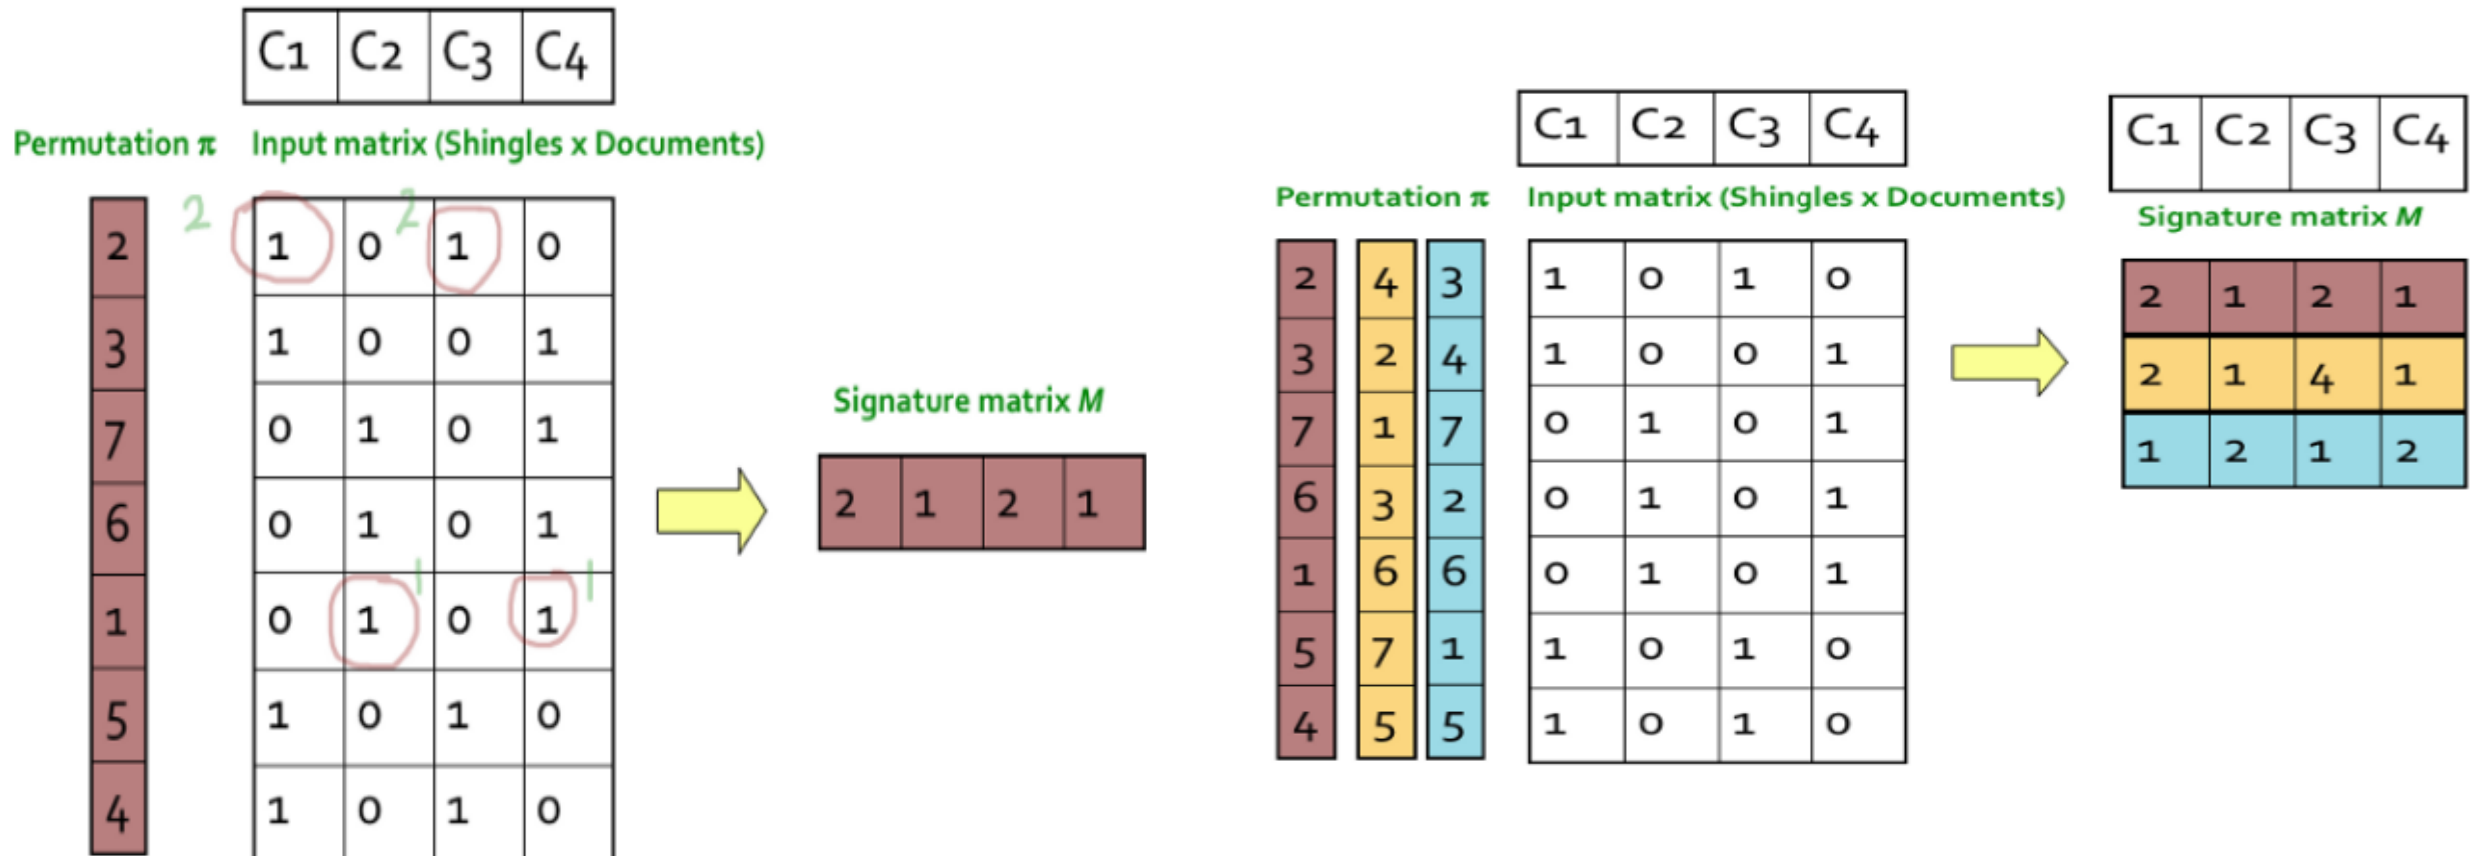 C1 C2 C3 C4
Permutation π Input matrix (Shingles x Documents)
2 2
2 1 0 1 0
3 1 0 0 1
7 0 1 0 1
6 0 1 0 1
1 1
1 0 1 0 1
5 1 0 1 0
4 1 0 1 0
Signature matrix M
2 1 2 1
C1 C2 C3 C4
Permutation π Input matrix (Shingles x Documents)
2 4 3 1 0 1 0
3 2 4 1 0 0 1
7 1 7 0 1 0 1
6 3 2 0 1 0 1
1 6 6 0 1 0 1
5 7 1 1 0 1 0
4 5 5 1 0 1 0
C1 C2 C3 C4
Signature matrix M
2 1 2 1
2 1 4 1
1 2 1 2